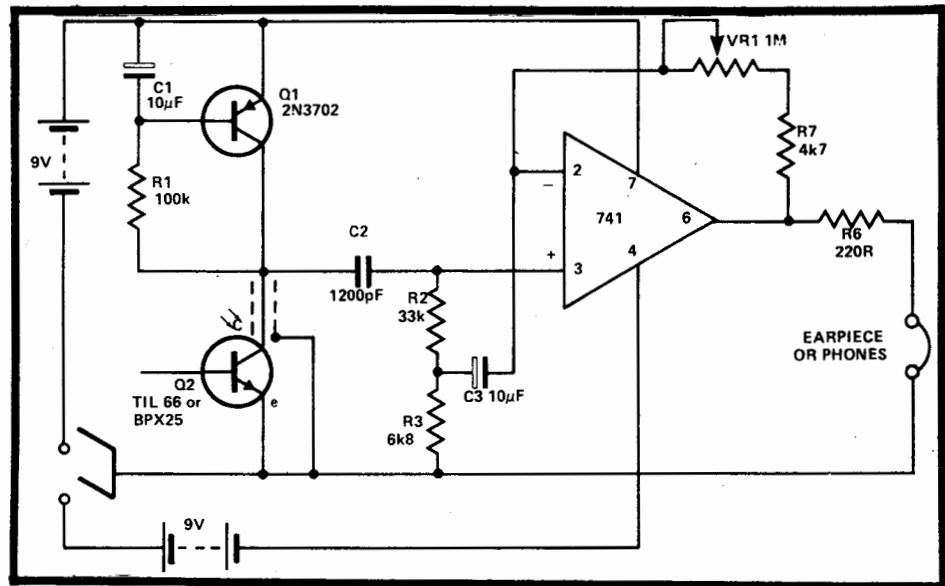 VR1 1M
C1
10µF
Q1
2N3702
9V
R7
4k7
R1
100k
2
–
7
741
6
C2
+
3
4
R6
220R
1200pF
R2
33k
C
EARPIECE
OR PHONES
Q2
TIL 66 or
BPX25
e
C3 10µF
R3
6k8
9V